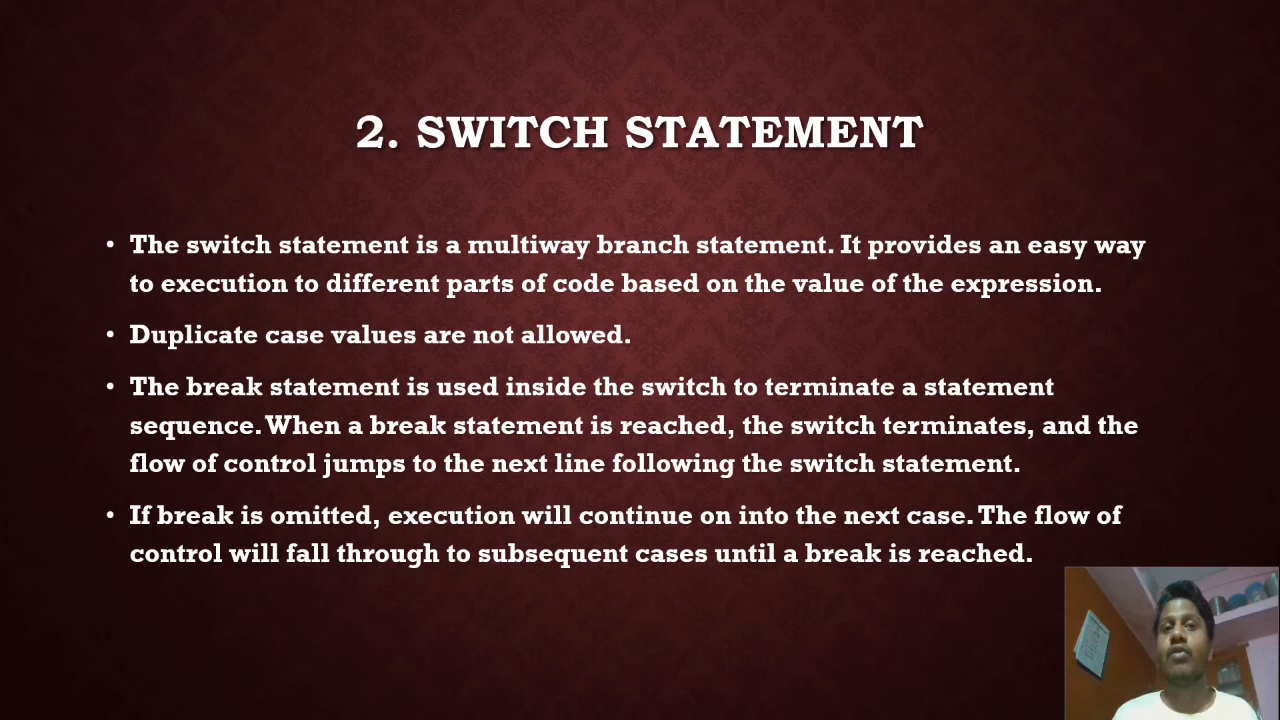 2. SWITCH STATEMENT
• The switch statement is a multiway branch statement. It provides an easy way
to execution to different parts of code based on the value of the expression.
• Duplicate case values are not allowed.
• The break statement is used inside the switch to terminate a statement
sequence. When a break statement is reached, the switch terminates, and the
flow of control jumps to the next line following the switch statement.
• If break is omitted, execution will continue on into the next case. The flow of
control will fall through to subsequent cases until a break is reached.